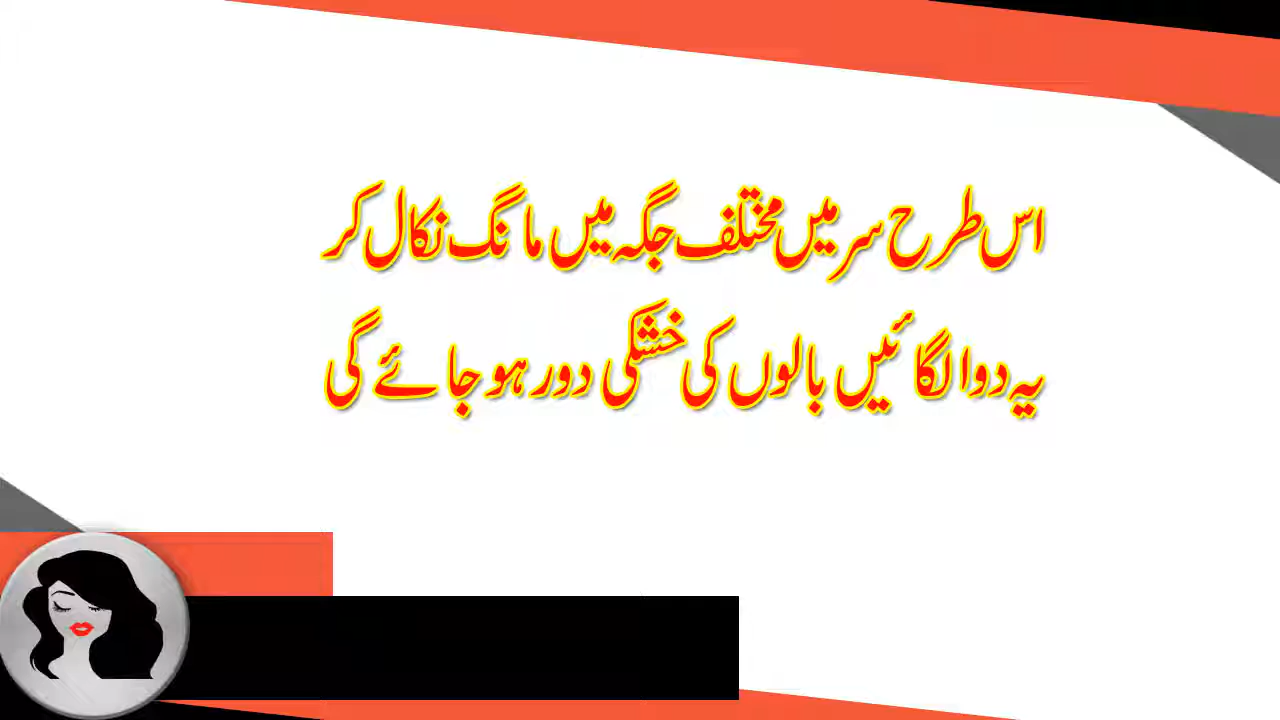 اس طرح سر میں مختلف جگہ میں مانگ نکال کر
یہ دوا لگائیں بالوں کی خشکی دور ہو جائے گی